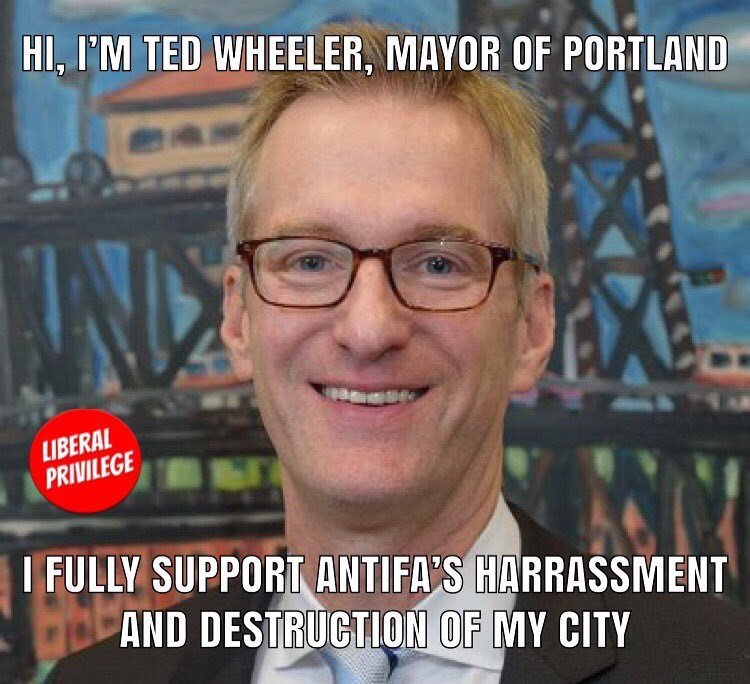 HI, I'M TED WHEELER, MAYOR OF PORTLAND
LIBERAL
PRIVILEGE
I FULLY SUPPORT ANTIFA'S HARRASSMENT
AND DESTRUCTION OF MY CITY